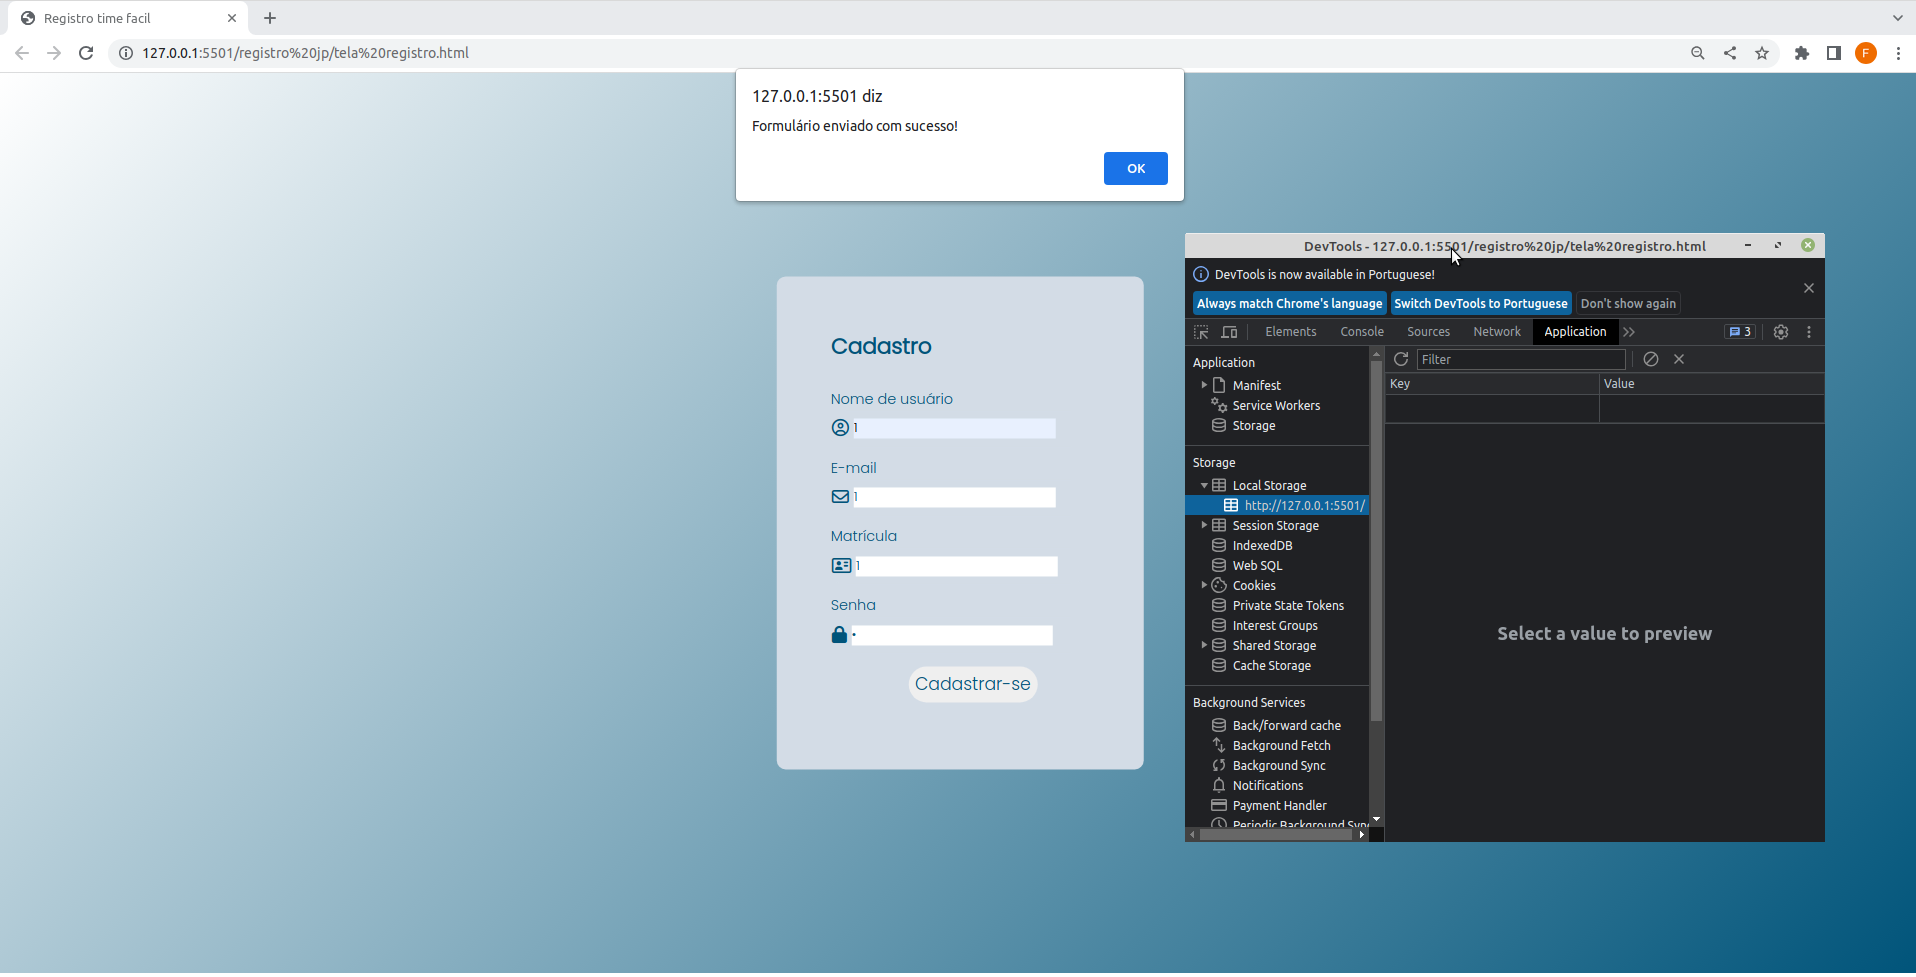 Registro time facil
127.0.0.1:5501/registro%20jp/tela%20registro.html
F
127.0.0.1:5501 diz
Formulário enviado com sucesso!
OK
Cadastro
Nome de usuário
1
E-mail
1
Matrícula
1
Senha
•
Cadastrar-se
DevTools - 127.0.0.1:5501/registro%20jp/tela%20registro.html
DevTools is now available in Portuguese!
Always match Chrome's language
Switch DevTools to Portuguese
Don't show again
Elements
Console
Sources
Network
Application
3
Application
Manifest
Service Workers
Storage
Storage
Local Storage
http://127.0.0.1:5501/
Session Storage
IndexedDB
Web SQL
Cookies
Private State Tokens
Interest Groups
Shared Storage
Cache Storage
Background Services
Back/forward cache
Background Fetch
Background Sync
Notifications
Payment Handler
Periodic Background Sync
Filter
Key
Value
Select a value to preview